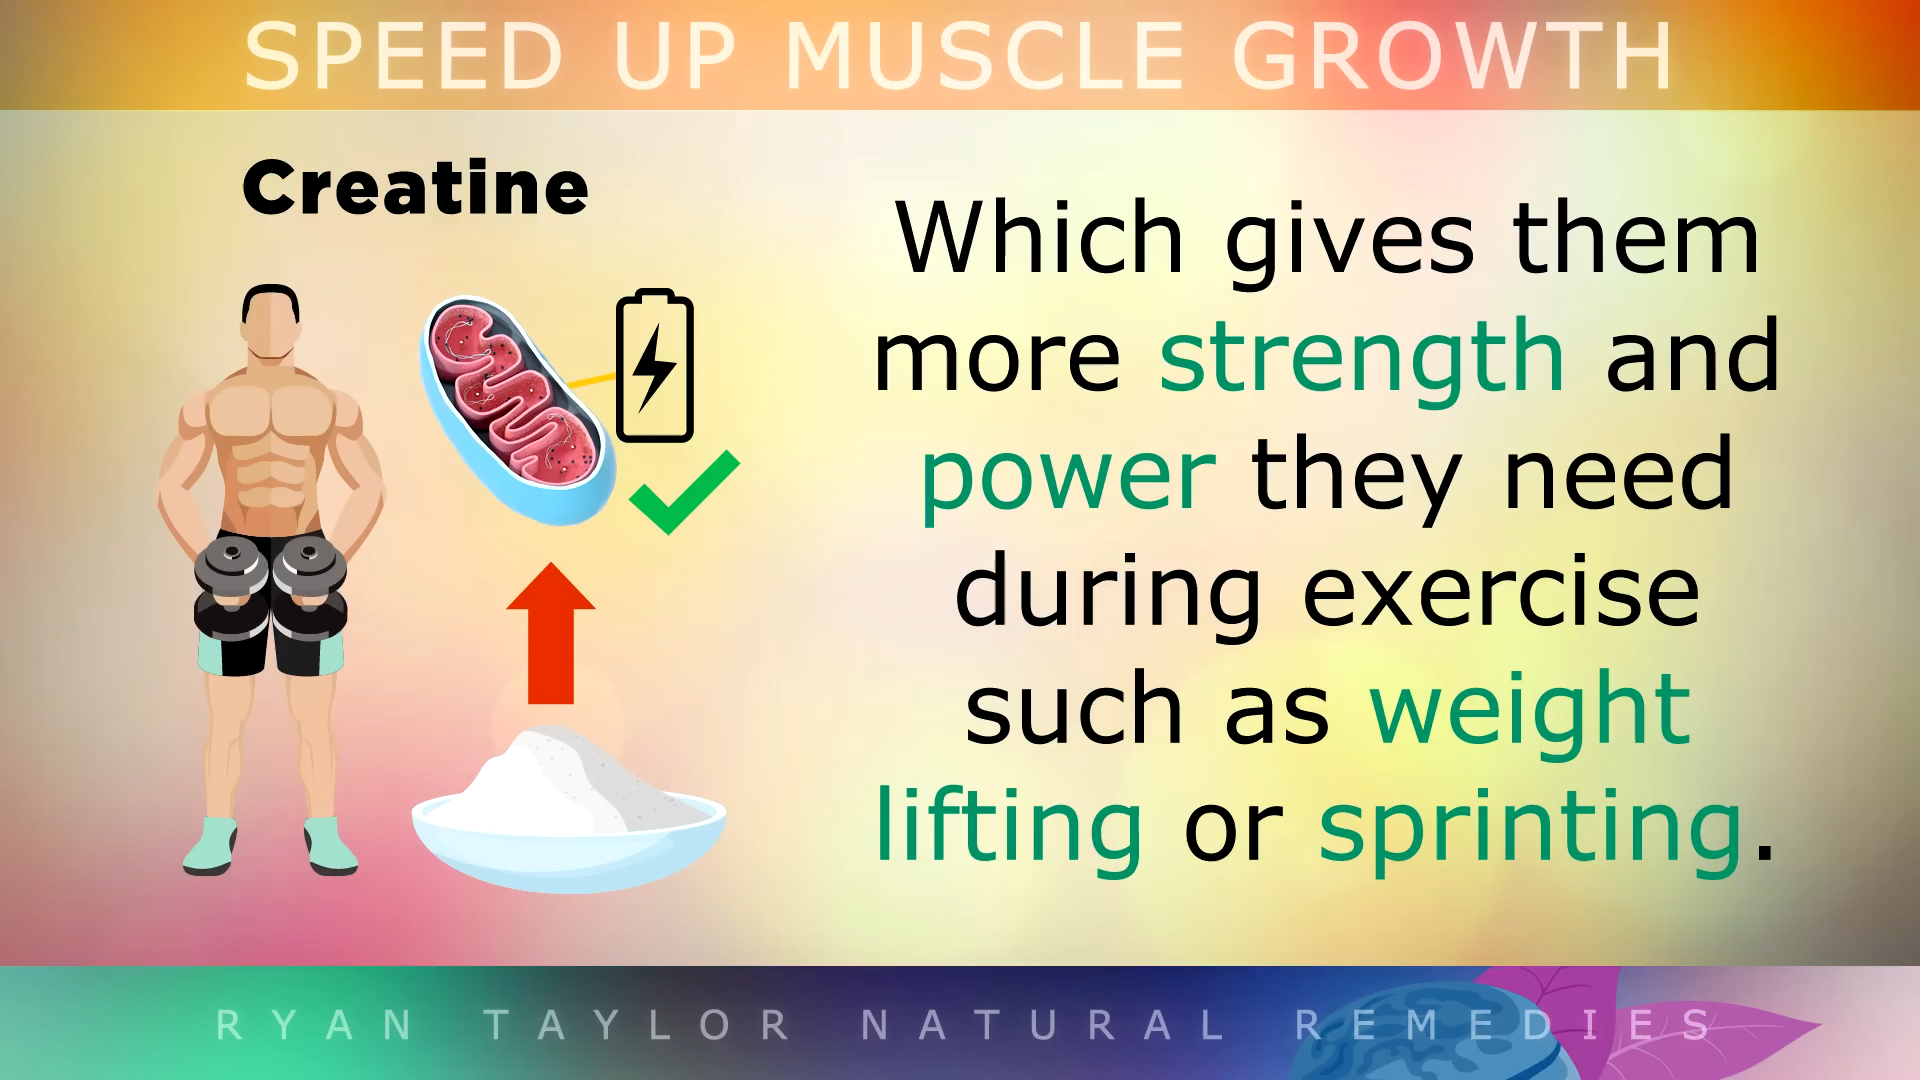 SPEED UP MUSCLE GROWTH
Creatine
Which gives them
more strength and
power they need
during exercise
such as weight
lifting or sprinting.
RYAN TAYLOR NATURAL REMEDIES